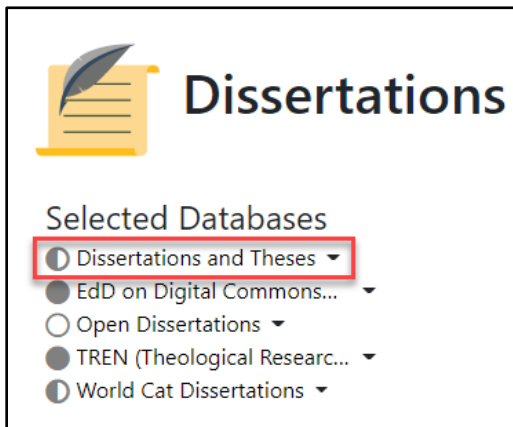 Dissertations
Selected Databases
Dissertations and Theses
EdD on Digital Commons...
Open Dissertations
TREN (Theological Researc...
World Cat Dissertations